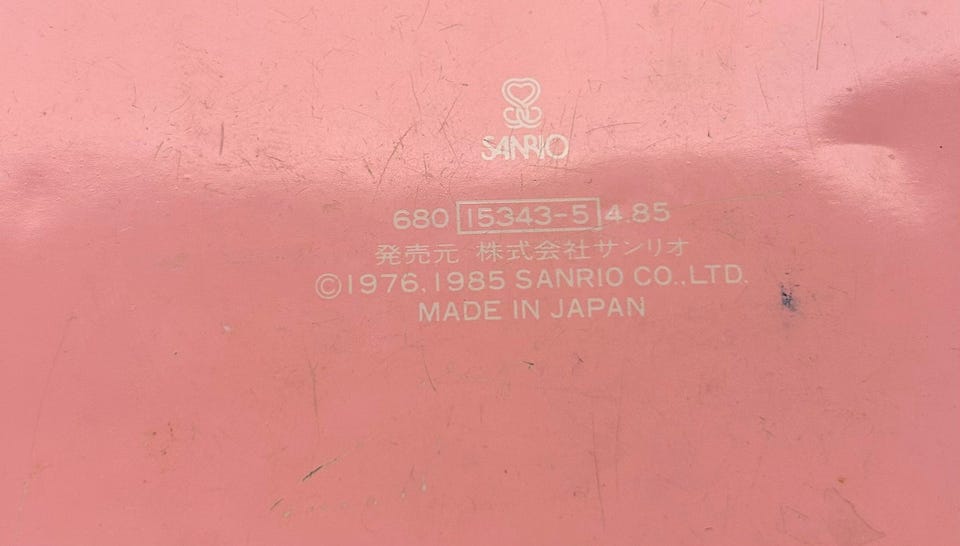 SANRIO
680 15343-5 4.85
発売元 株式会社サンリオ
©1976,1985 SANRIO CO.,LTD.
MADE IN JAPAN